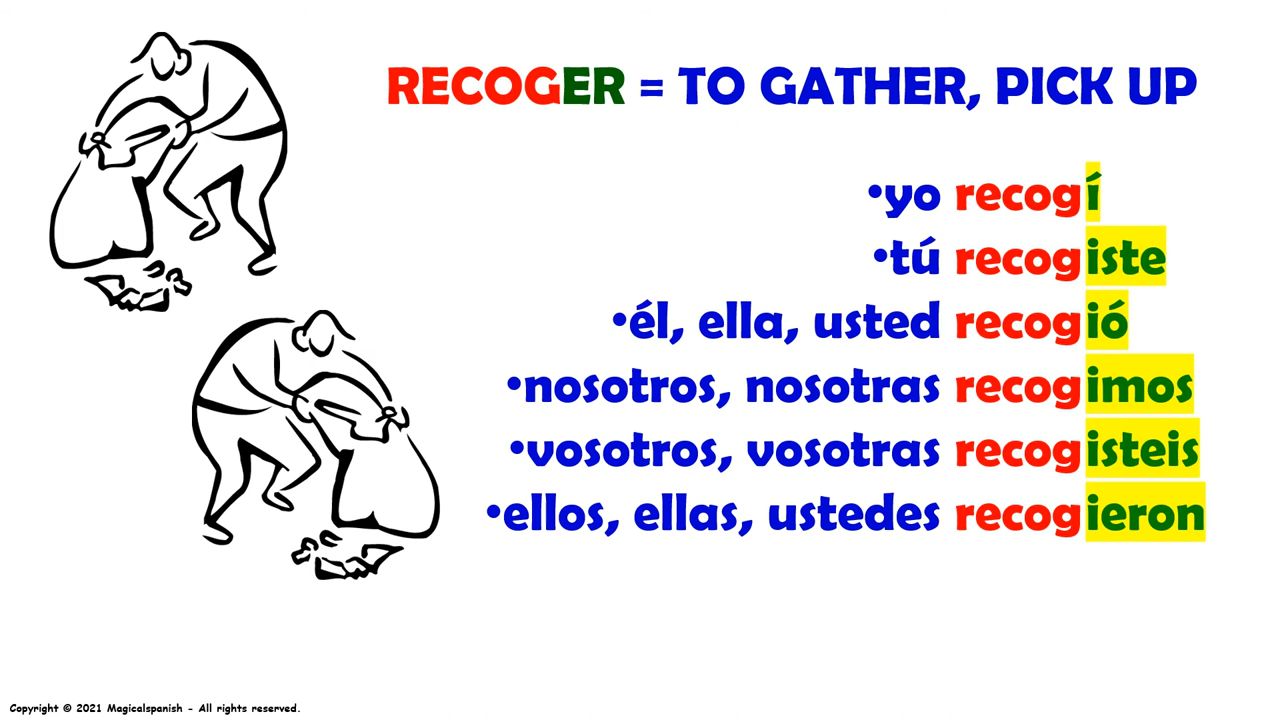 RECOGER = TO GATHER, PICK UP
•yo recogí
•tú recogiste
•él, ella, usted recogió
•nosotros, nosotras recogimos
•vosotros, vosotras recogisteis
•ellos, ellas, ustedes recogieron
Copyright © 2021 Magicalspanish - All rights reserved.